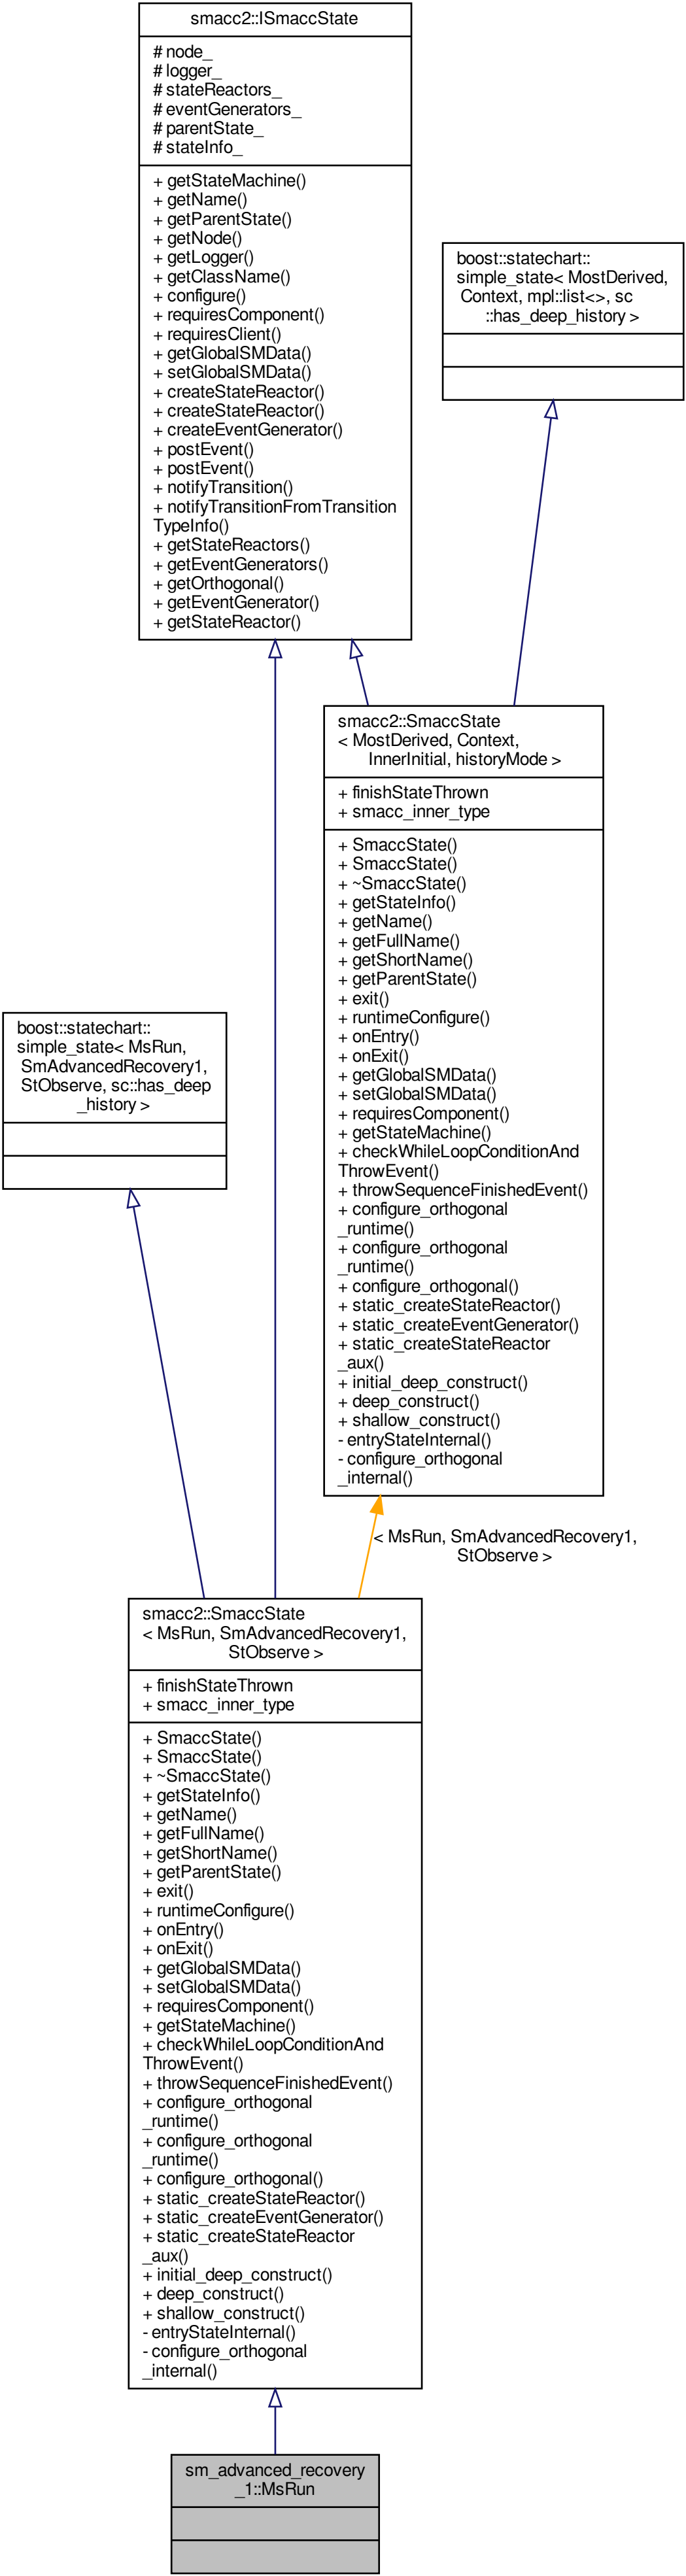 smacc2::ISmaccState
# node_
# logger_
# stateReactors_
# eventGenerators_
# parentState_
# stateInfo_
+ getStateMachine()
+ getName()
+ getParentState()
+ getNode()
+ getLogger()
+ getClassName()
+ configure()
+ requiresComponent()
+ requiresClient()
+ getGlobalSMData()
+ setGlobalSMData()
+ createStateReactor()
+ createStateReactor()
+ createEventGenerator()
+ postEvent()
+ postEvent()
+ notifyTransition()
+ notifyTransitionFromTransition
TypeInfo()
+ getStateReactors()
+ getEventGenerators()
+ getOrthogonal()
+ getEventGenerator()
+ getStateReactor()
boost::statechart::
simple_state< MostDerived,
Context, mpl::list<>, sc
::has_deep_history >
smacc2::SmaccState
< MostDerived, Context,
InnerInitial, historyMode >
+ finishStateThrown
+ smacc_inner_type
+ SmaccState()
+ SmaccState()
+ ~SmaccState()
+ getStateInfo()
+ getName()
+ getFullName()
+ getShortName()
+ getParentState()
+ exit()
+ runtimeConfigure()
+ onEntry()
+ onExit()
+ getGlobalSMData()
+ setGlobalSMData()
+ requiresComponent()
+ getStateMachine()
+ checkWhileLoopConditionAnd
ThrowEvent()
+ throwSequenceFinishedEvent()
+ configure_orthogonal
_runtime()
+ configure_orthogonal
_runtime()
+ configure_orthogonal()
+ static_createStateReactor()
+ static_createEventGenerator()
+ static_createStateReactor
_aux()
+ initial_deep_construct()
+ deep_construct()
+ shallow_construct()
- entryStateInternal()
- configure_orthogonal
_internal()
boost::statechart::
simple_state< MsRun,
SmAdvancedRecovery1,
StObserve, sc::has_deep
_history >
< MsRun, SmAdvancedRecovery1,
StObserve >
smacc2::SmaccState
< MsRun, SmAdvancedRecovery1,
StObserve >
+ finishStateThrown
+ smacc_inner_type
+ SmaccState()
+ SmaccState()
+ ~SmaccState()
+ getStateInfo()
+ getName()
+ getFullName()
+ getShortName()
+ getParentState()
+ exit()
+ runtimeConfigure()
+ onEntry()
+ onExit()
+ getGlobalSMData()
+ setGlobalSMData()
+ requiresComponent()
+ getStateMachine()
+ checkWhileLoopConditionAnd
ThrowEvent()
+ throwSequenceFinishedEvent()
+ configure_orthogonal
_runtime()
+ configure_orthogonal
_runtime()
+ configure_orthogonal()
+ static_createStateReactor()
+ static_createEventGenerator()
+ static_createStateReactor
_aux()
+ initial_deep_construct()
+ deep_construct()
+ shallow_construct()
- entryStateInternal()
- configure_orthogonal
_internal()
sm_advanced_recovery
_1::MsRun